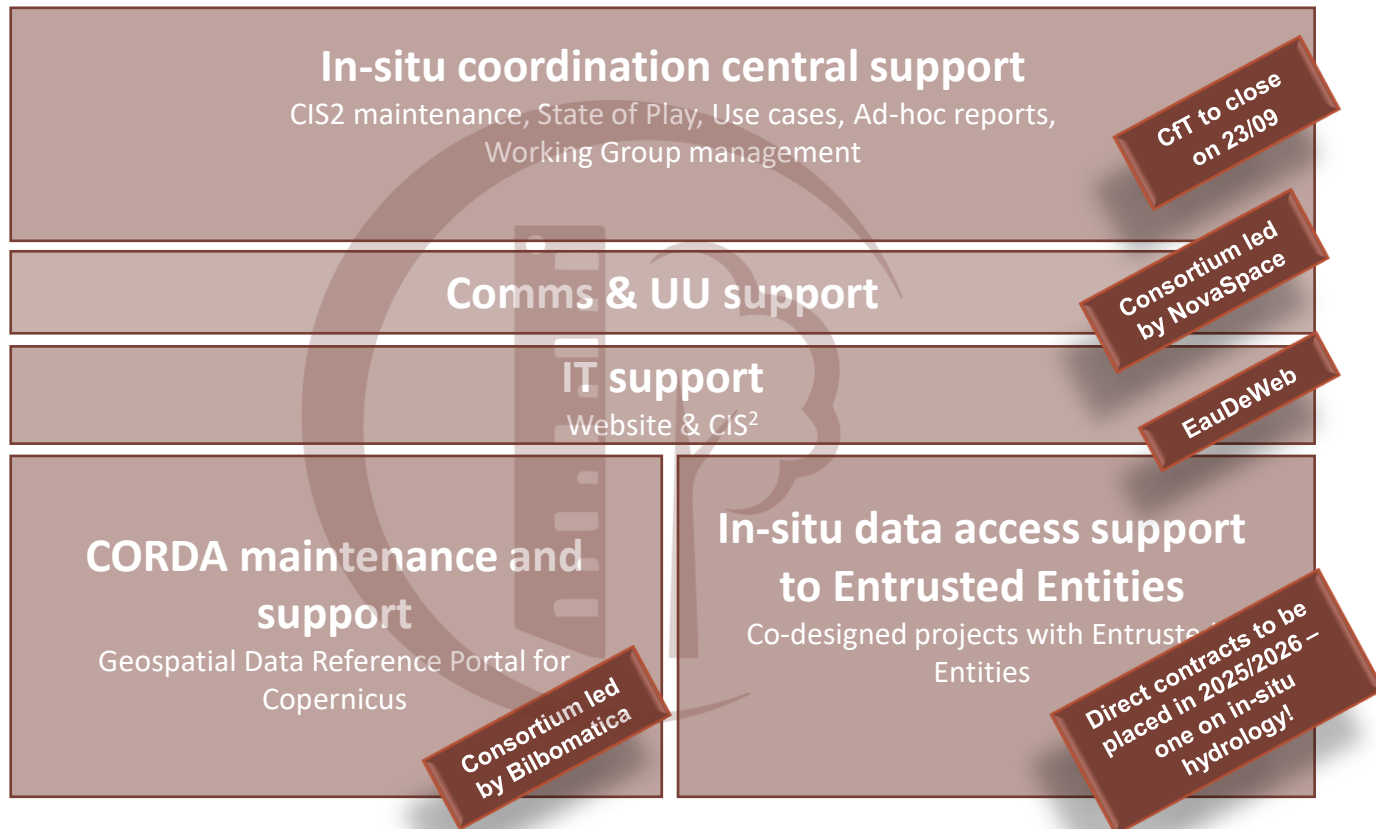 In-situ coordination central support
CIS2 maintenance, State of Play, Use cases, Ad-hoc reports,
Working Group management
CfT to close
on 23/09
Comms & UU support
Consortium led
by NovaSpace
IT support
Website & CIS²
EauDeWeb
CORDA maintenance and
support
Geospatial Data Reference Portal for
Copernicus
Consortium led
by Bilbomatica
In-situ data access support
to Entrusted Entities
Co-designed projects with Entrusted
Entities
Direct contracts to be
placed in 2025/2026 –
one on in-situ
hydrology!